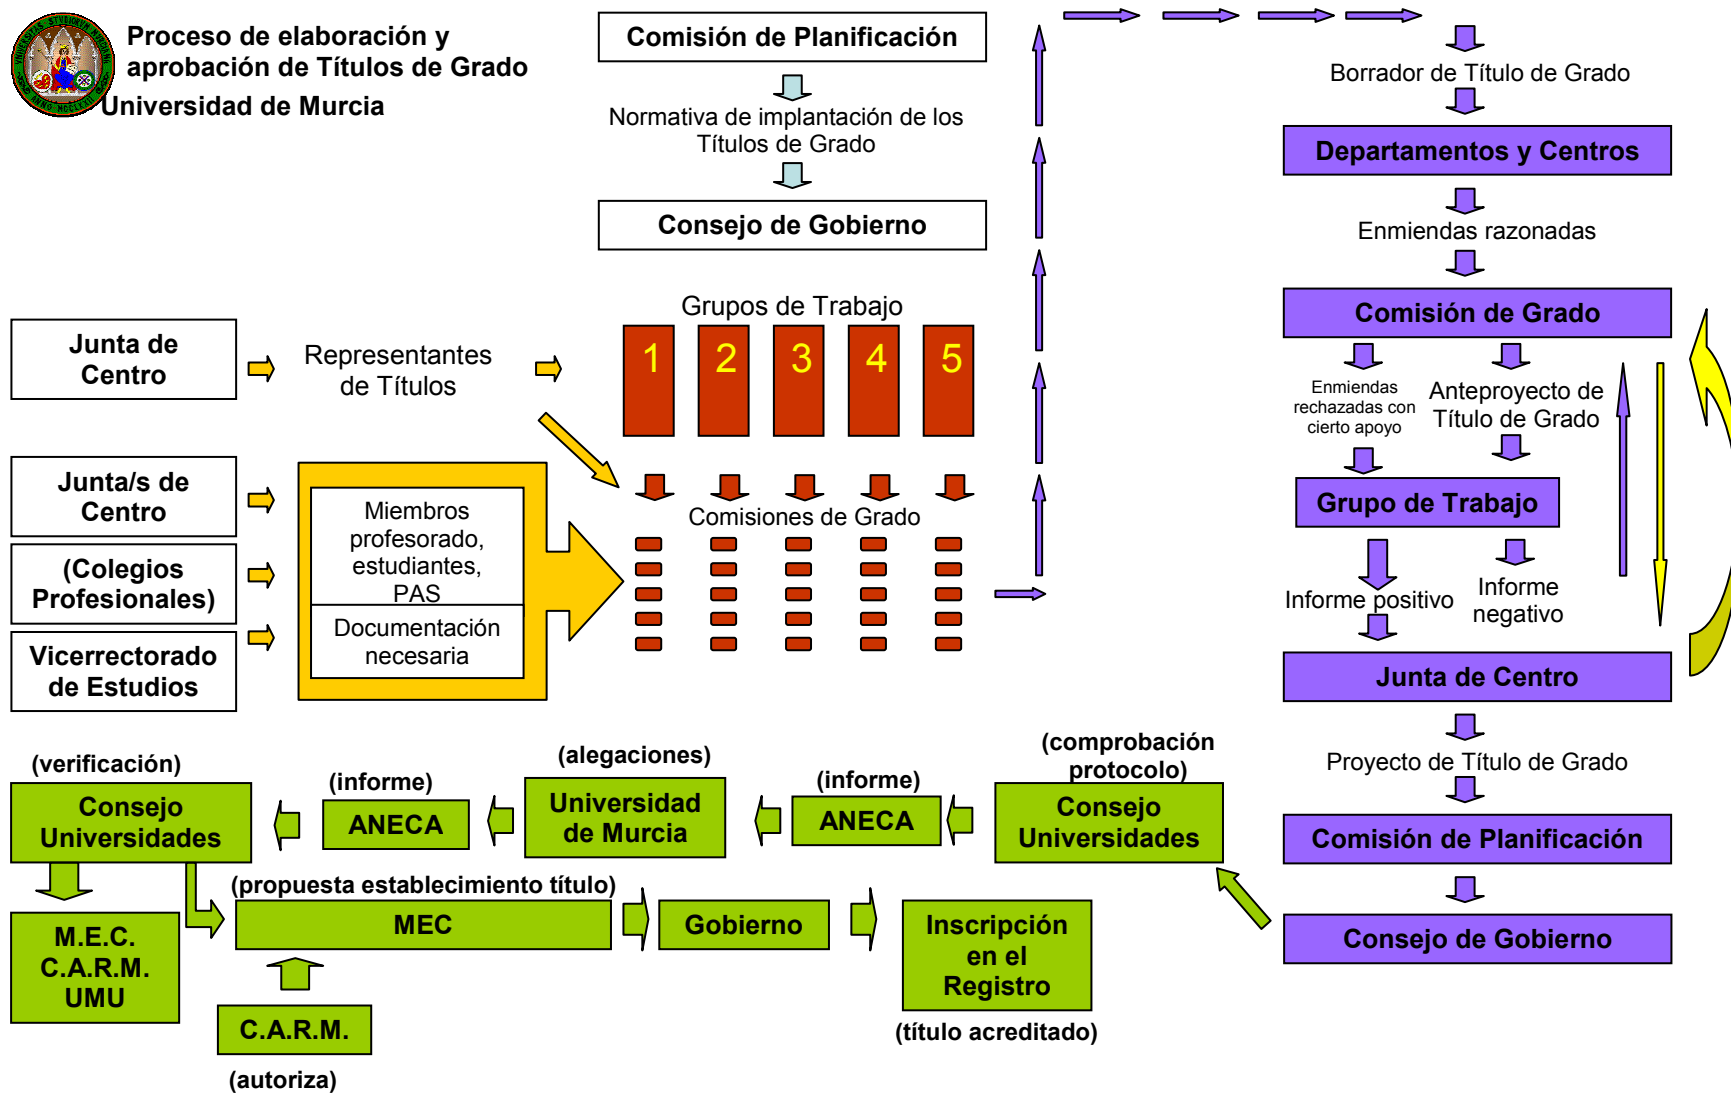 Proceso de elaboración y
aprobación de Títulos de Grado
Universidad de Murcia
Comisión de Planificación
Normativa de implantación de los
Títulos de Grado
Consejo de Gobierno
Grupos de Trabajo
1 2 3 4 5
Junta de
Centro
Representantes
de Títulos
Junta/s de
Centro
(Colegios
Profesionales)
Vicerrectorado
de Estudios
Miembros
profesorado,
estudiantes,
PAS
Documentación
necesaria
Comisiones de Grado
Borrador de Título de Grado
Departamentos y Centros
Enmiendas razonadas
Comisión de Grado
Enmiendas
rechazadas con
cierto apoyo
Anteproyecto de
Título de Grado
Grupo de Trabajo
Informe positivo
Informe
negativo
Junta de Centro
Proyecto de Título de Grado
Comisión de Planificación
Consejo de Gobierno
(comprobación
protocolo)
Consejo
Universidades
(informe)
ANECA
(alegaciones)
Universidad
de Murcia
(informe)
ANECA
(verificación)
Consejo
Universidades
M.E.C.
C.A.R.M.
UMU
(propuesta establecimiento título)
MEC
C.A.R.M.
(autoriza)
Gobierno
Inscripción
en el
Registro
(título acreditado)